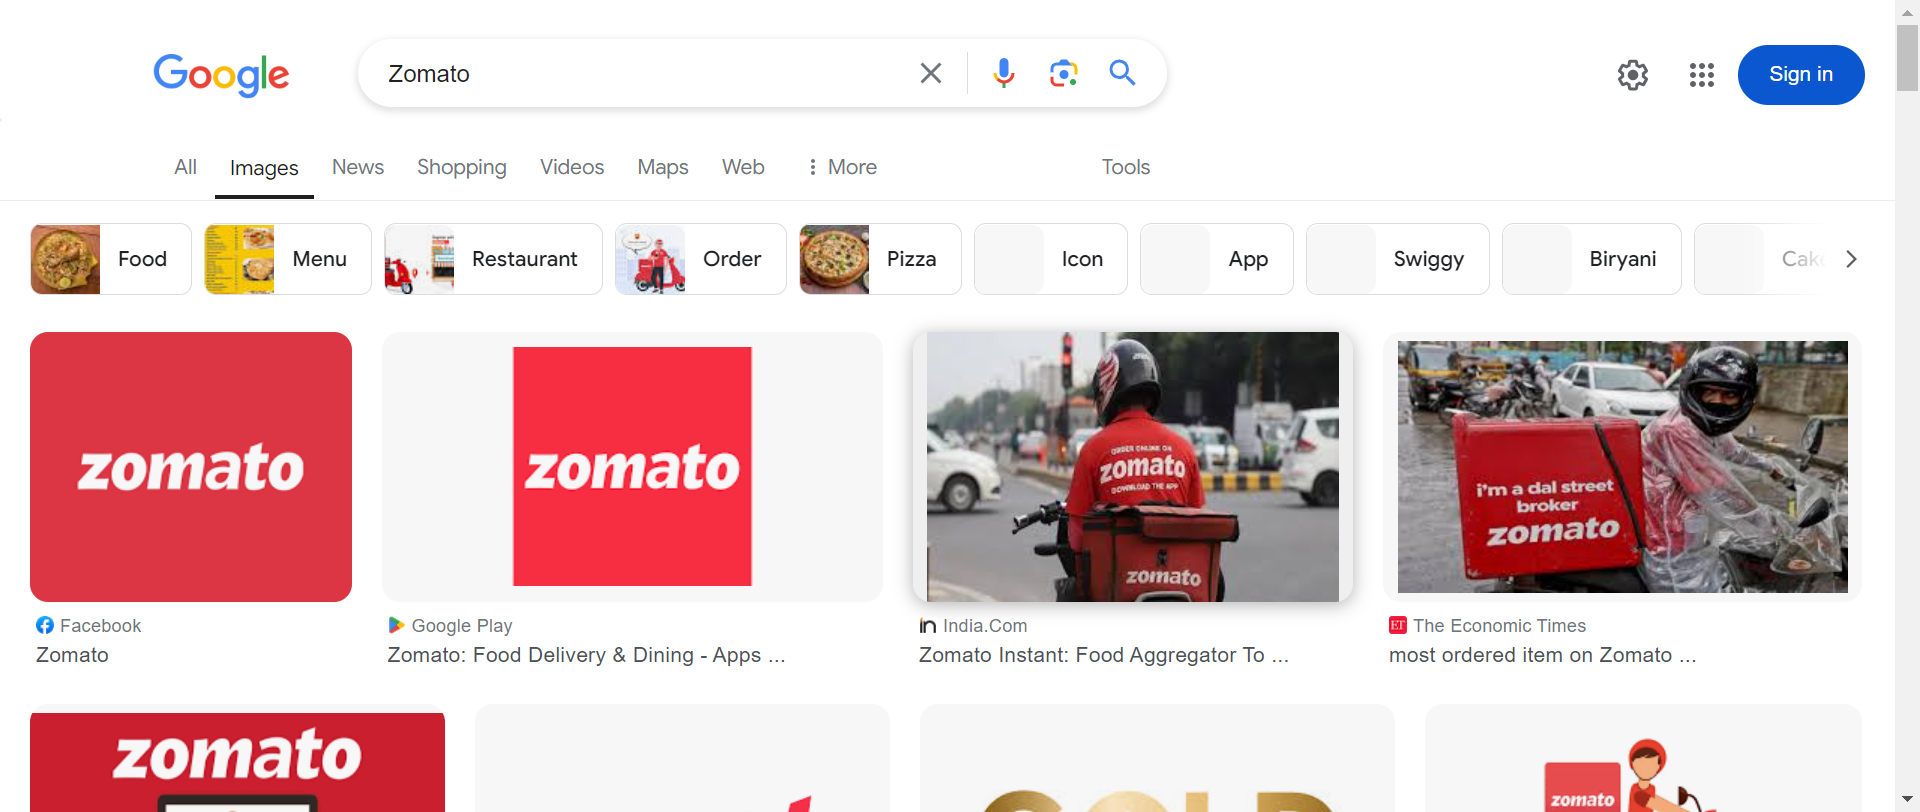 Google
Zomato
Sign in
All
Images
News
Shopping
Videos
Maps
Web
More
Tools
Food
Menu
Restaurant
Order
Pizza
Icon
App
Swiggy
Biryani
Cake
zomato
zomato
ORDER ONLINE ON
zomato
DOWNLOAD THE APP
zomato
i'm a dal street
broker
zomato
Facebook
Zomato
Google Play
Zomato: Food Delivery & Dining - Apps ...
in India.Com
Zomato Instant: Food Aggregator To ...
ET The Economic Times
most ordered item on Zomato ...
zomato
GOLD
zomato